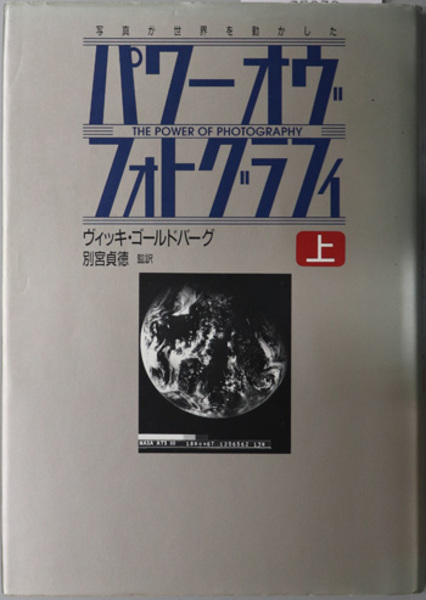 写真が世界を動かした
パワー オヴ
THE POWER OF PHOTOGRAPHY
フォトグラフィ
ヴィッキ・ゴールドバーグ
上
別宮貞徳 監訳